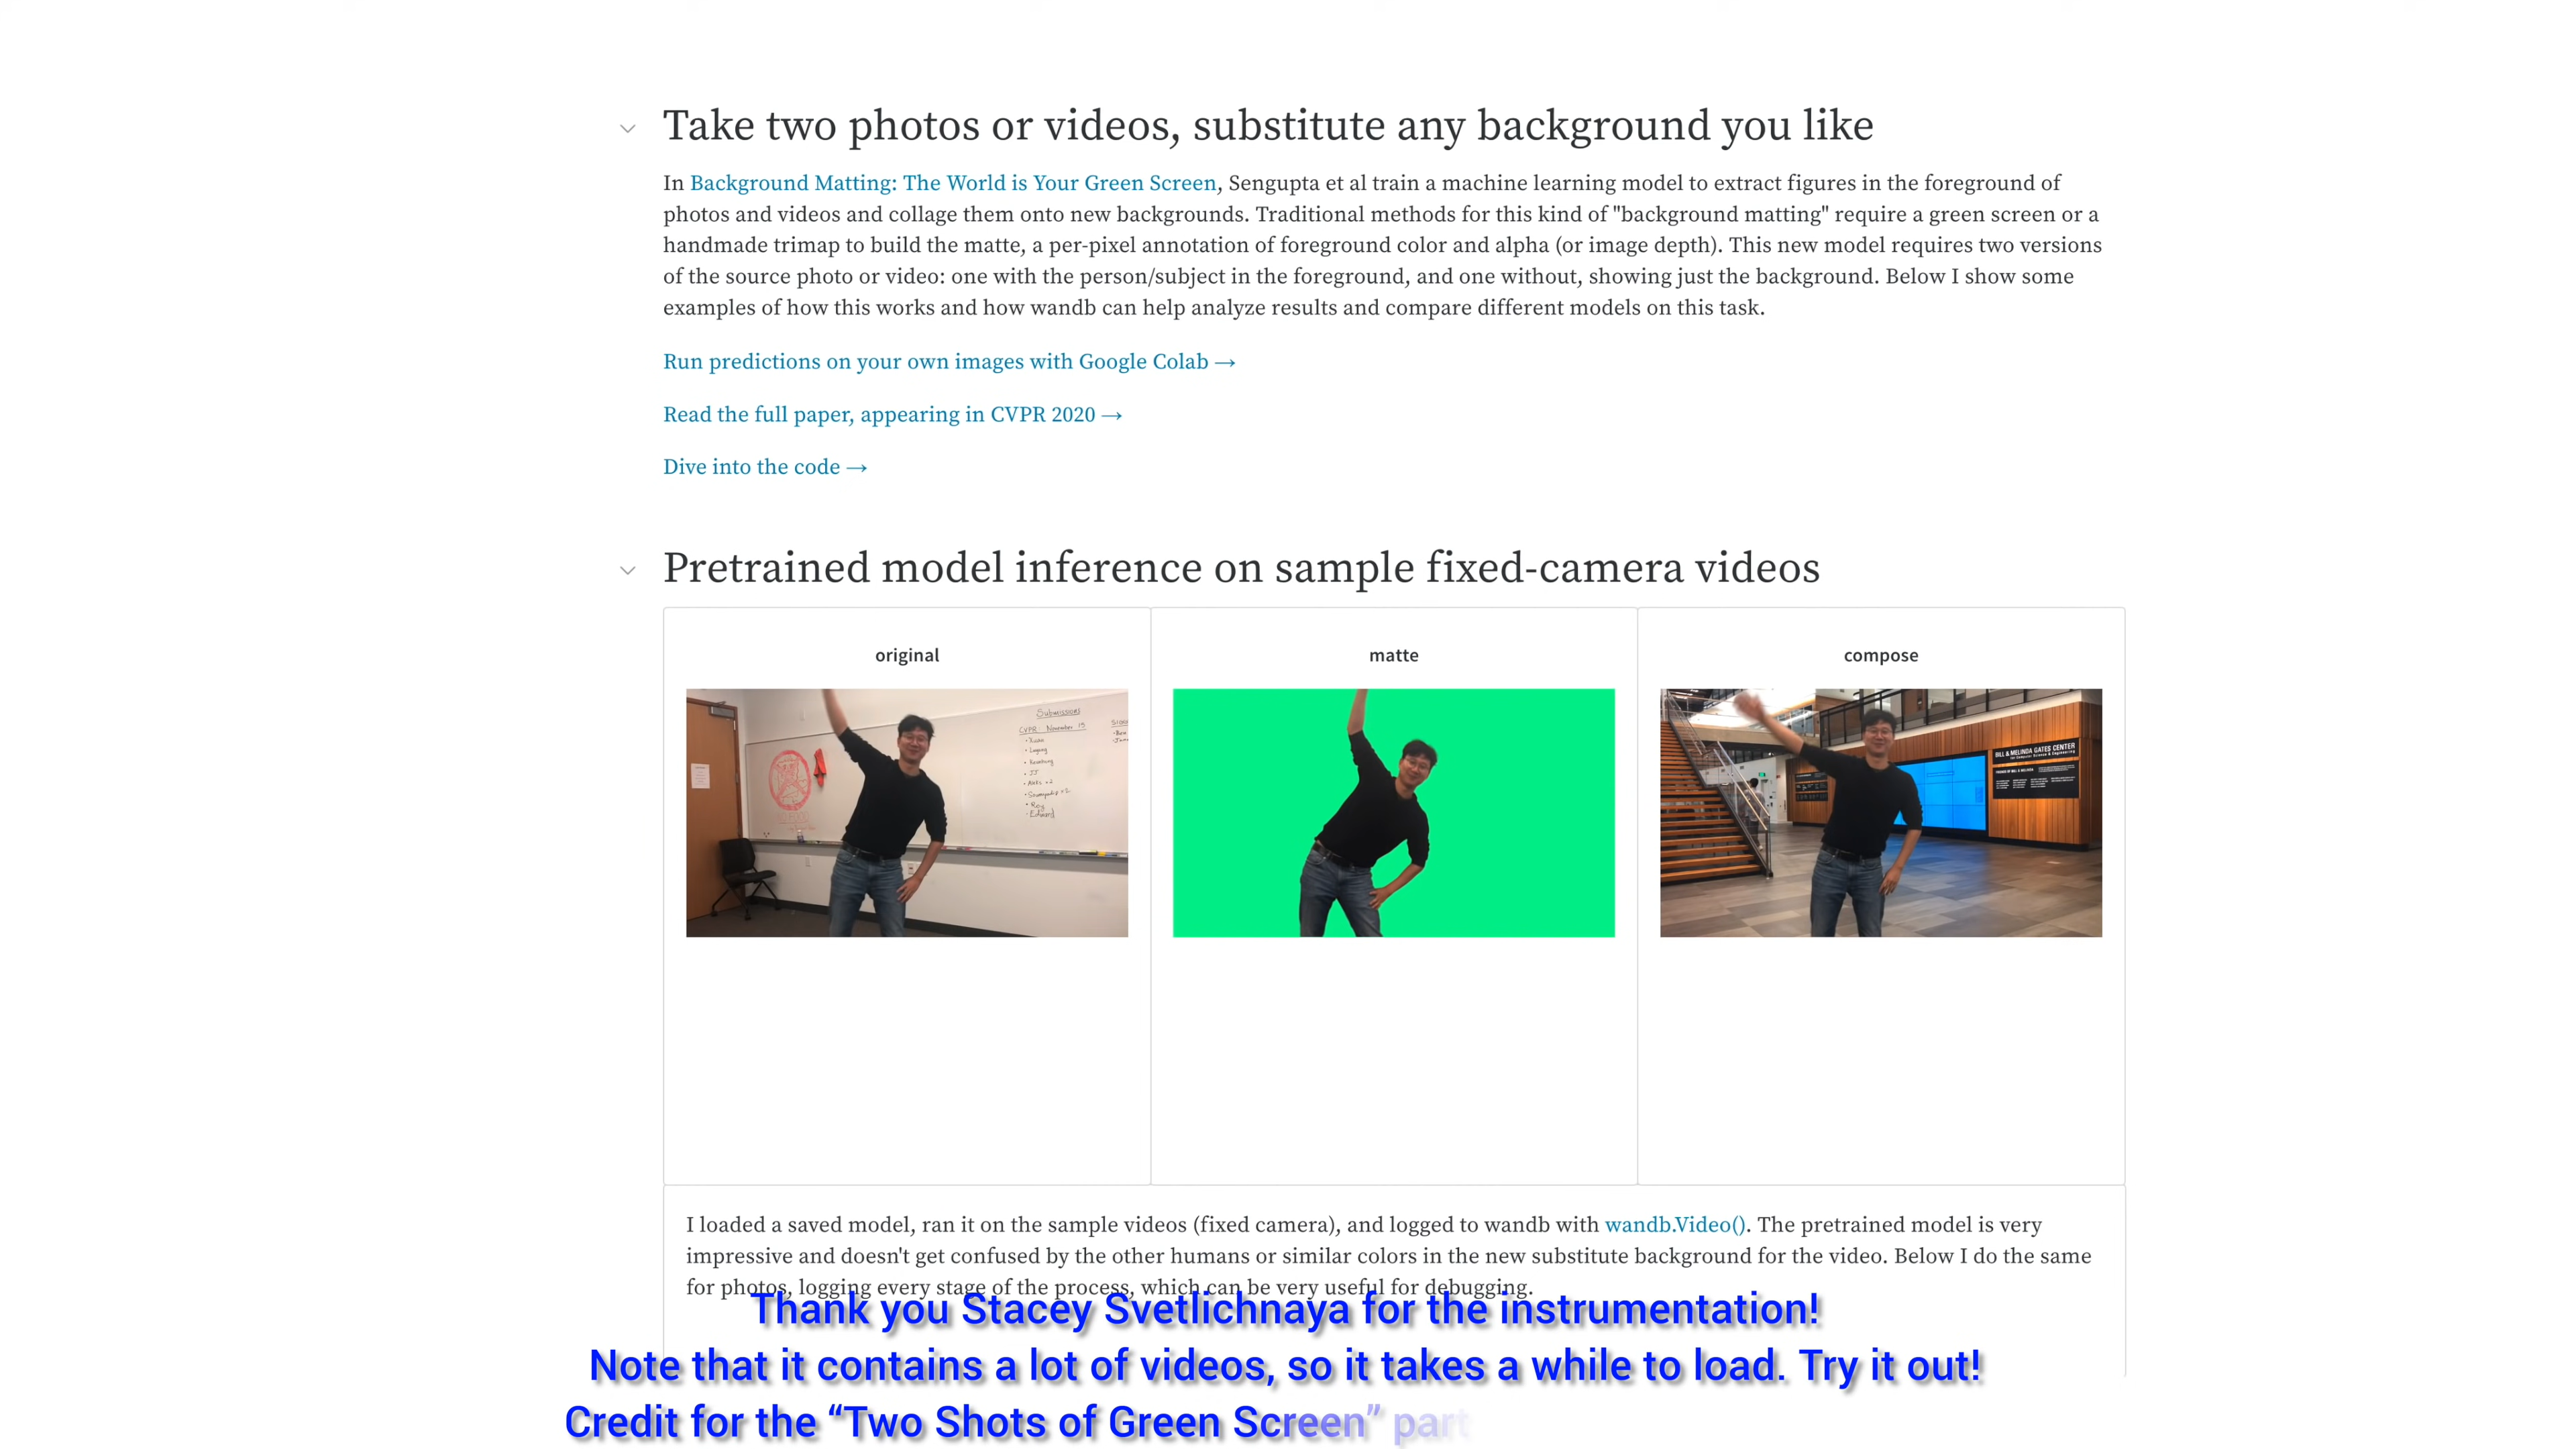 Take two photos or videos, substitute any background you like
In Background Matting: The World is Your Green Screen, Sengupta et al train a machine learning model to extract figures in the foreground of
photos and videos and collage them onto new backgrounds. Traditional methods for this kind of "background matting" require a green screen or a
handmade trimap to build the matte, a per-pixel annotation of foreground color and alpha (or image depth). This new model requires two versions
of the source photo or video: one with the person/subject in the foreground, and one without, showing just the background. Below I show some
examples of how this works and how wandb can help analyze results and compare different models on this task.
Run predictions on your own images with Google Colab →
Read the full paper, appearing in CVPR 2020 →
Dive into the code →
Pretrained model inference on sample fixed-camera videos
original
matte
compose
Submission
CVPR November 15
BILL & MELINDA GATES CENTER
I loaded a saved model, ran it on the sample videos (fixed camera), and logged to wandb with wandb.Video(). The pretrained model is very
impressive and doesn't get confused by the other humans or similar colors in the new substitute background for the video. Below I do the same
for photos, logging every stage of the process, which can be very useful for debugging.
Thank you Stacey Svetlichnaya for the instrumentation!
Note that it contains a lot of videos, so it takes a while to load. Try it out!
Credit for the “Two Shots of Green Screen” part